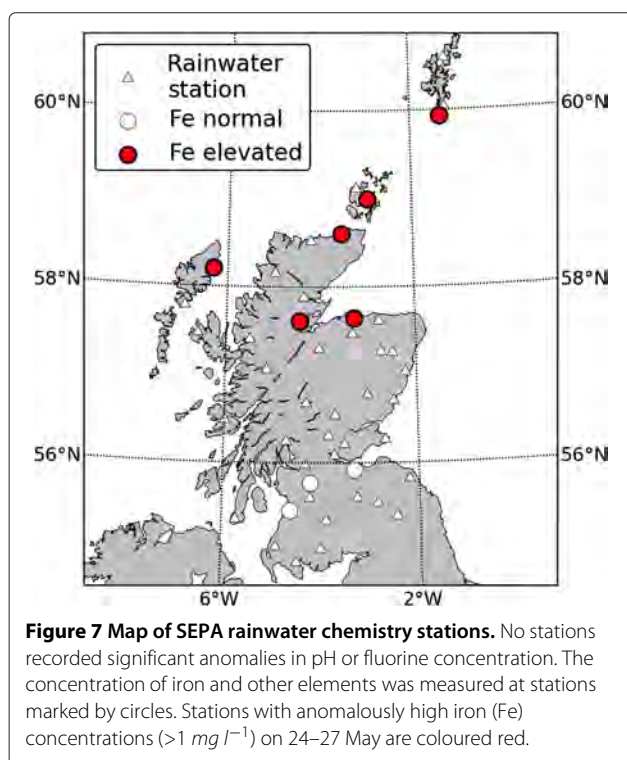 Rainwater
station
Fe normal
Fe elevated
60°N
58°N
56°N
60°N
58°N
56°N
6°W
2°W
Figure 7 Map of SEPA rainwater chemistry stations. No stations
recorded significant anomalies in pH or fluorine concentration. The
concentration of iron and other elements was measured at stations
marked by circles. Stations with anomalously high iron (Fe)
concentrations (>1 mg l⁻¹) on 24–27 May are coloured red.